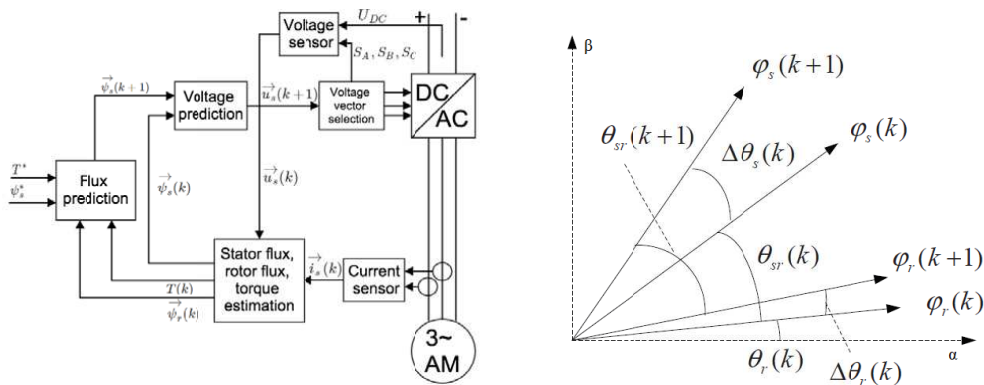 Voltage
sensor
U_DC
+
-
S_A, S_B, S_C
ψ_s(k+1)
Voltage
prediction
u_s(k+1)
Voltage
vector
selection
DC
AC
T*
ψ_s*
Flux
prediction
ψ_s(k)
u_s(k)
Stator flux,
rotor flux,
torque
estimation
i_s(k)
Current
sensor
T(k)
ψ_r(k)
3~
AM
β
φ_s(k+1)
θ_sr(k+1)
Δθ_s(k)
φ_s(k)
θ_sr(k)
φ_r(k+1)
φ_r(k)
α
θ_r(k)
Δθ_r(k)